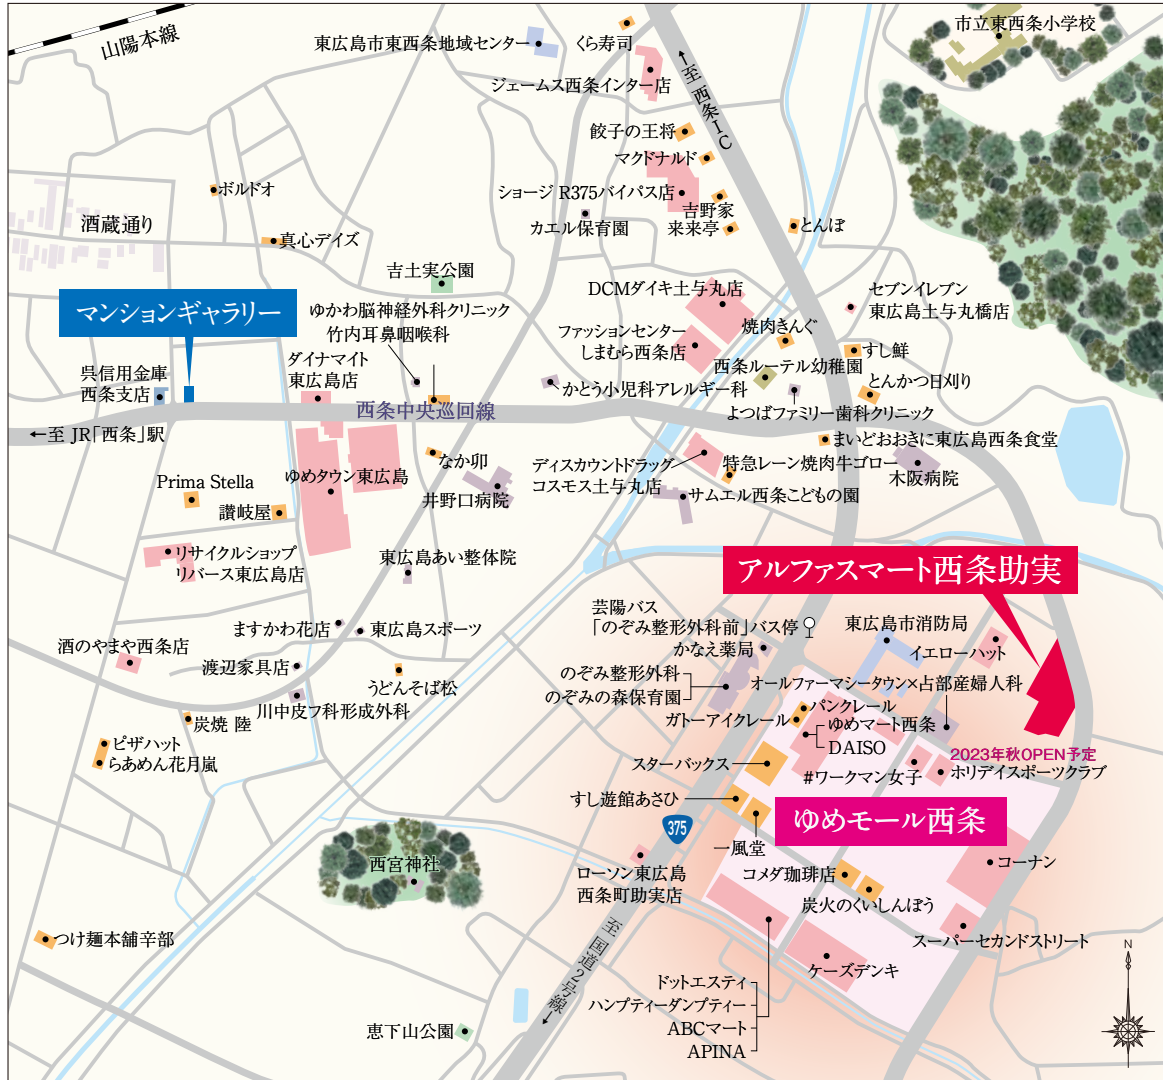 山陽本線
市立東西条小学校
くら寿司
東広島市東西条地域センター
ジェームス西条インター店
↑至西条IC
餃子の王将
マクドナルド
ショージ R375バイパス店
吉野家
来来亭
カエル保育園
とんぼ
ボルドオ
酒蔵通り
真心デイズ
吉土実公園
DCMダイキ土与丸店
セブンイレブン
東広島土与丸橋店
マンションギャラリー
ゆかわ脳神経外科クリニック
竹内耳鼻咽喉科
ファッションセンター
しまむら西条店
焼肉きんぐ
すし鮮
西条ルーテル幼稚園
ダイナマイト
東広島店
呉信用金庫
西条支店
かとう小児科アレルギー科
とんかつ日刈り
よつばファミリー歯科クリニック
西条中央巡回線
←至 JR「西条」駅
まいどおおきに東広島西条食堂
なか卯
ディスカウントドラッグ
コスモス土与丸店
特急レーン焼肉牛ゴロー
木阪病院
ゆめタウン東広島
Prima Stella
讃岐屋
井野口病院
サムエル西条こどもの園
リサイクルショップ
リバース東広島店
東広島あい整体院
アルファスマート西条助実
芸陽バス
「のぞみ整形外科前」バス停
かなえ薬局
東広島市消防局
イエローハット
ますかわ花店
東広島スポーツ
酒のやまや西条店
渡辺家具店
うどんそば松
のぞみ整形外科
のぞみの森保育園
オールファーマシータウン×占部産婦人科
川中皮フ科形成外科
炭焼 陸
パンクレール
ガトーアイクレール
ゆめマート西条
DAISO
ピザハット
らあめん花月嵐
スターバックス
2023年秋OPEN予定
ホリデイスポーツクラブ
#ワークマン女子
すし遊館あさひ
ゆめモール西条
375
一風堂
西宮神社
ローソン東広島
西条町助実店
コーナン
コメダ珈琲店
炭火のくいしんぼう
スーパーセカンドストリート
つけ麺本舗辛部
至国道2号線↓
ケーズデンキ
N
ドットエスティ
ハンプティーダンプティー
ABCマート
APINA
恵下山公園